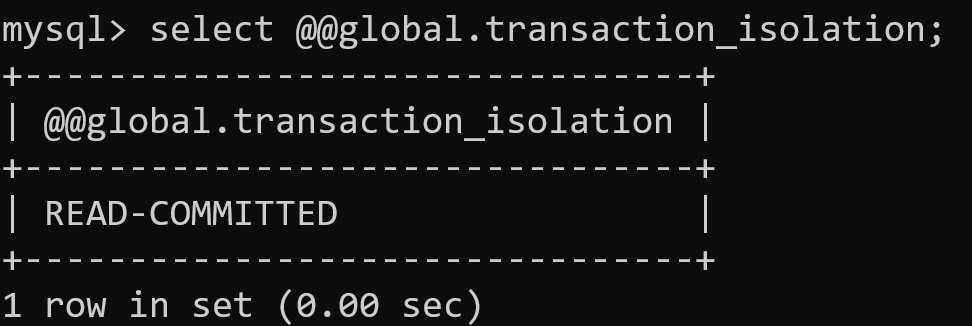 mysql> select @@global.transaction_isolation;
+--------------------------------+
| @@global.transaction_isolation |
+--------------------------------+
| READ-COMMITTED                 |
+--------------------------------+
1 row in set (0.00 sec)